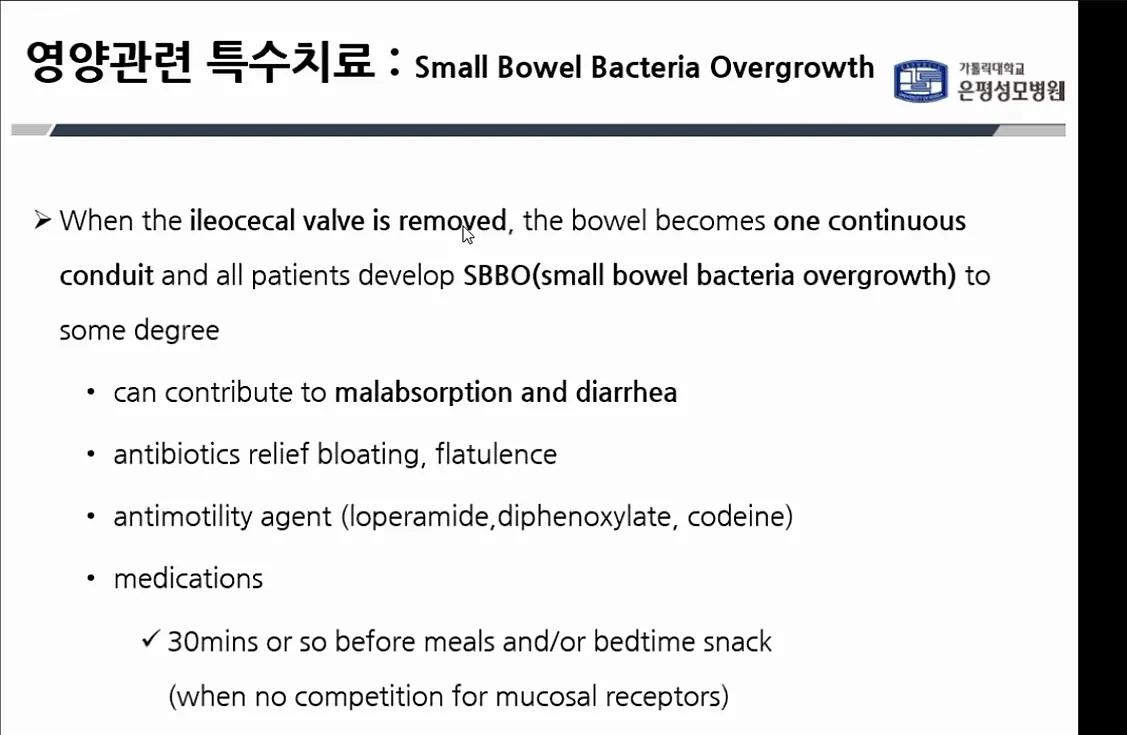 영양관련 특수치료 : Small Bowel Bacteria Overgrowth
가톨릭대학교
은평성모병원
➢ When the ileocecal valve is removed, the bowel becomes one continuous
conduit and all patients develop SBBO(small bowel bacteria overgrowth) to
some degree
• can contribute to malabsorption and diarrhea
• antibiotics relief bloating, flatulence
• antimotility agent (loperamide,diphenoxylate, codeine)
• medications
✓ 30mins or so before meals and/or bedtime snack
(when no competition for mucosal receptors)